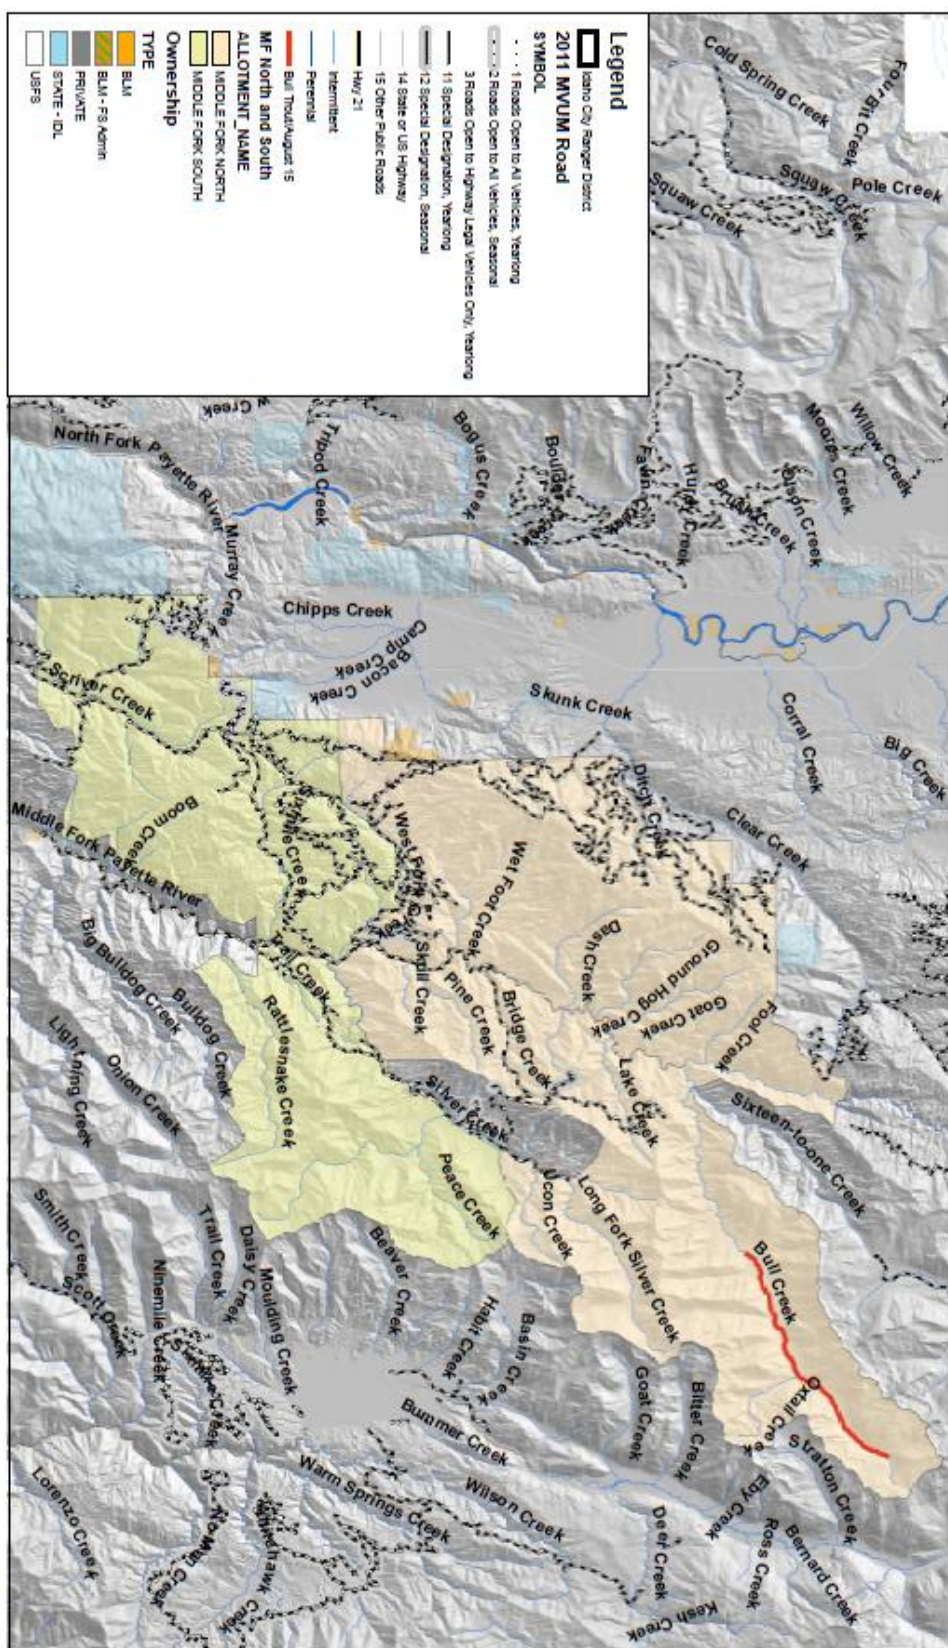 Legend
Idaho City Ranger District
2011 MVUM Road
SYMBOL
1 Roads Open to All Vehicles, Yearlong
2 Roads Open to All Vehicles, Seasonal
3 Roads Open to Highway Legal Vehicles Only, Yearlong
11 Special Designation, Yearlong
12 Special Designation, Seasonal
14 State or US Highway
15 Other Public Roads
Hwy 21
Intermittent
Perennial
Bull Trout/August 15
MF North and South
ALLOTMENT_NAME
MIDDLE FORK NORTH
MIDDLE FORK SOUTH
Ownership
TYPE
BLM
BLM - FS Admin
PRIVATE
STATE - IDL
USFS
Cold Spring Creek
Four Bit Creek
Pole Creek
Squaw Creek
Squaw Creek
W Creek
North Fork Payette River
Tripod Creek
Bogus Creek
Boulder
Fawn Creek
Hurd Creek
Brush Creek
Moores Creek
Willow Creek
Murray Creek
Chipps Creek
Camp Creek
Bacon Creek
Skunk Creek
Corral Creek
Big Creek
Scriver Creek
Ditch Creek
Clear Creek
Boom Creek
Middle Fork Payette River
West Fork
Wet Foot Creek
Dash Creek
Ground Hog Creek
Goat Creek
Fool Creek
Skull Creek
Pine Creek
Bridge Creek
Lake Creek
Trail Creek
Sixteen-to-one Creek
Big Bulldog Creek
Bulldog Creek
Rattlesnake Creek
Silver Creek
Lightning Creek
Onion Creek
Peace Creek
Ucon Creek
Long Fork Silver Creek
Bull Creek
Oxtail Creek
Smith Creek
Scott Creek
Ninemile Creek
Trail Creek
Daisy Creek
Moulding Creek
Beaver Creek
Habit Creek
Basin Creek
Goat Creek
Bitter Creek
Stratton Creek
Bummer Creek
Eby Creek
Ross Creek
Bernard Creek
Lorenzo Creek
Warm Springs Creek
Wilson Creek
Deer Creek
Kesh Creek